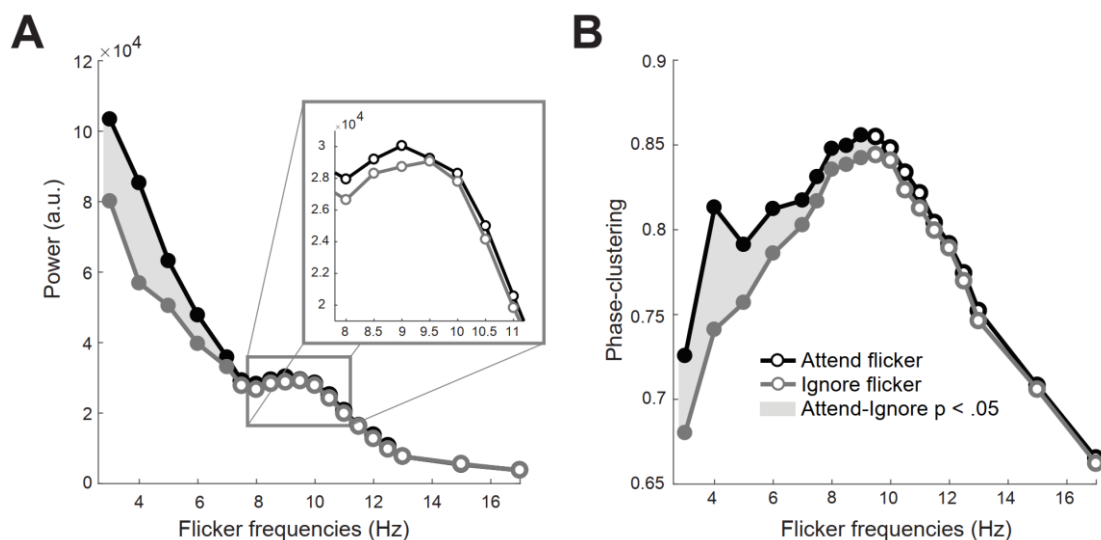 A
×10⁴
12
10
8
6
4
2
0
Power (a.u.)
4 6 8 10 12 14 16
Flicker frequencies (Hz)
×10⁴
3
2.8
2.6
2.4
2.2
2
8 8.5 9 9.5 10 10.5 11
B
0.9
0.85
0.8
0.75
0.7
0.65
Phase-clustering
Attend flicker
Ignore flicker
Attend-Ignore p < .05
4 6 8 10 12 14 16
Flicker frequencies (Hz)